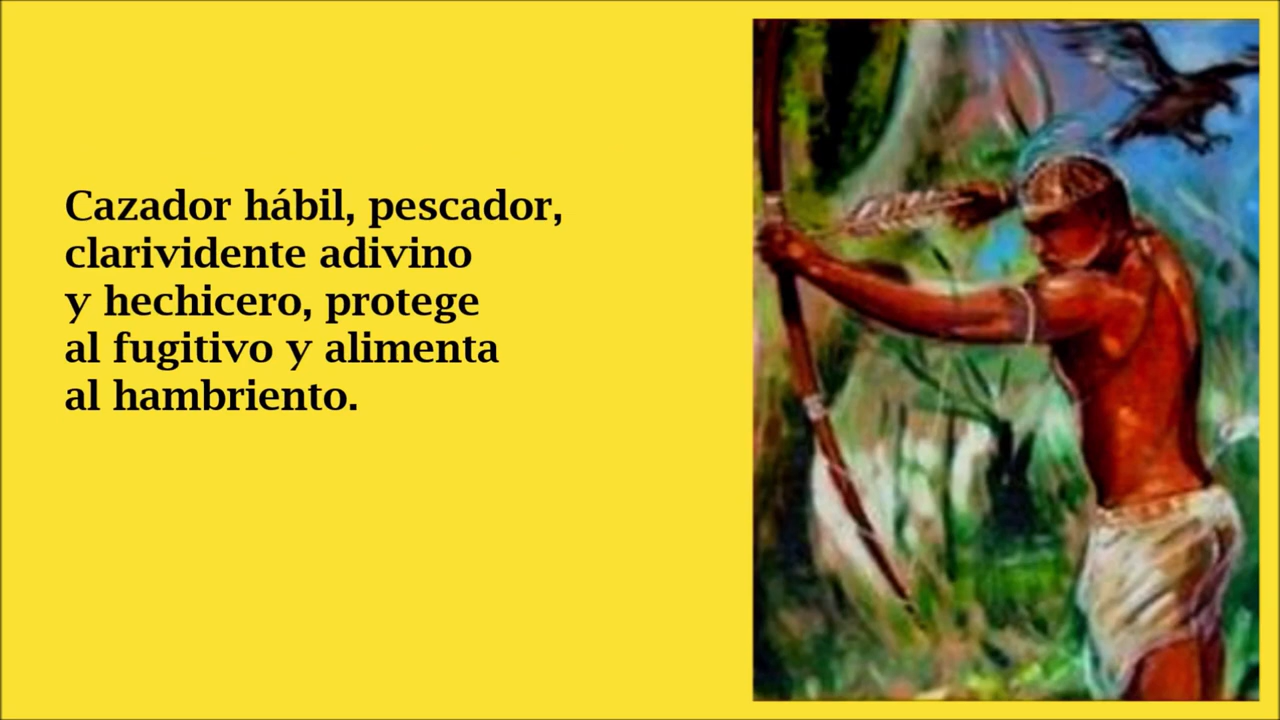 Cazador hábil, pescador,
clarividente adivino
y hechicero, protege
al fugitivo y alimenta
al hambriento.